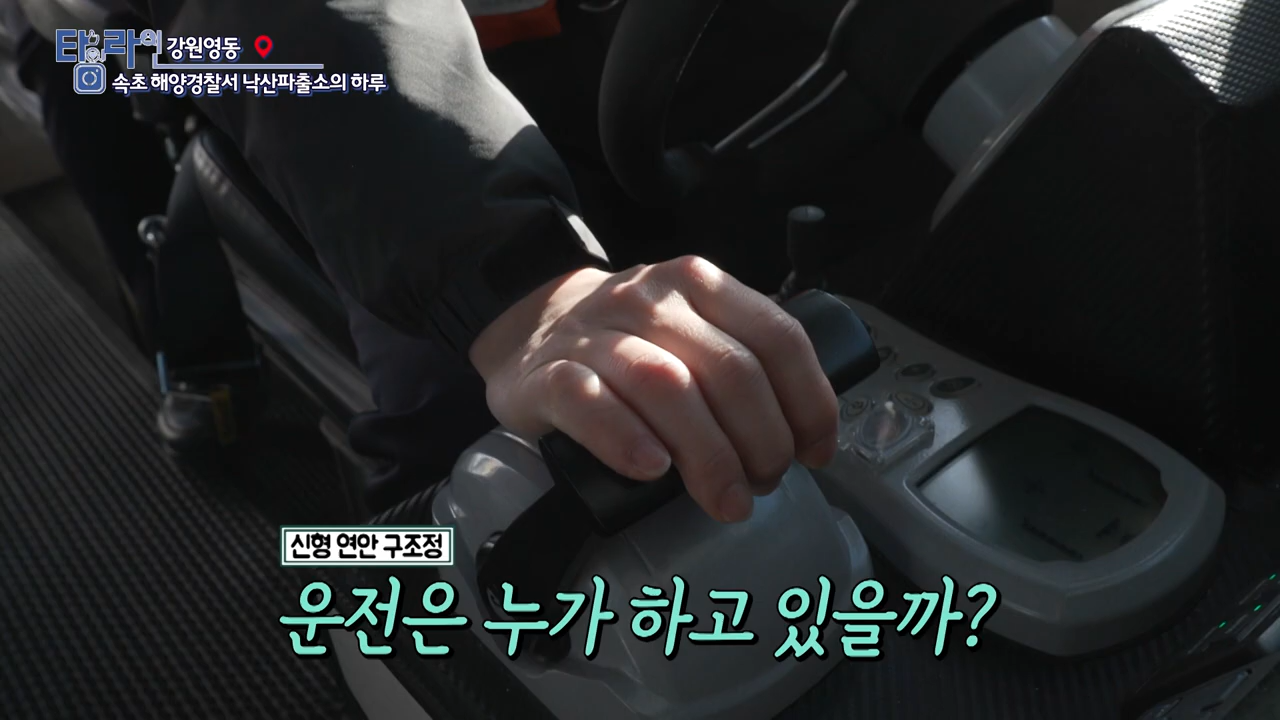 타임라인 강원영동
속초 해양경찰서 낙산파출소의 하루
신형 연안 구조정
운전은 누가 하고 있을까?